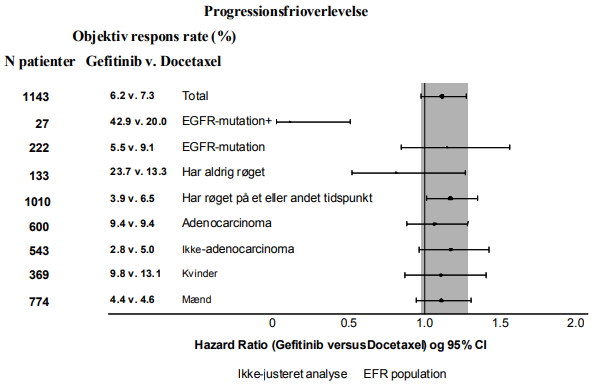 Progressionsfrioverlevelse
Objektiv respons rate (%)
N patienter Gefitinib v. Docetaxel
1143 6.2 v. 7.3 Total
27 42.9 v. 20.0 EGFR-mutation+
222 5.5 v. 9.1 EGFR-mutation
133 23.7 v. 13.3 Har aldrig røget
1010 3.9 v. 6.5 Har røget på et eller andet tidspunkt
600 9.4 v. 9.4 Adenocarcinoma
543 2.8 v. 5.0 Ikke-adenocarcinoma
369 9.8 v. 13.1 Kvinder
774 4.4 v. 4.6 Mænd
0 0.5 1.0 1.5 2.0
Hazard Ratio (Gefitinib versus Docetaxel) og 95% CI
Ikke-justeret analyse EFR population